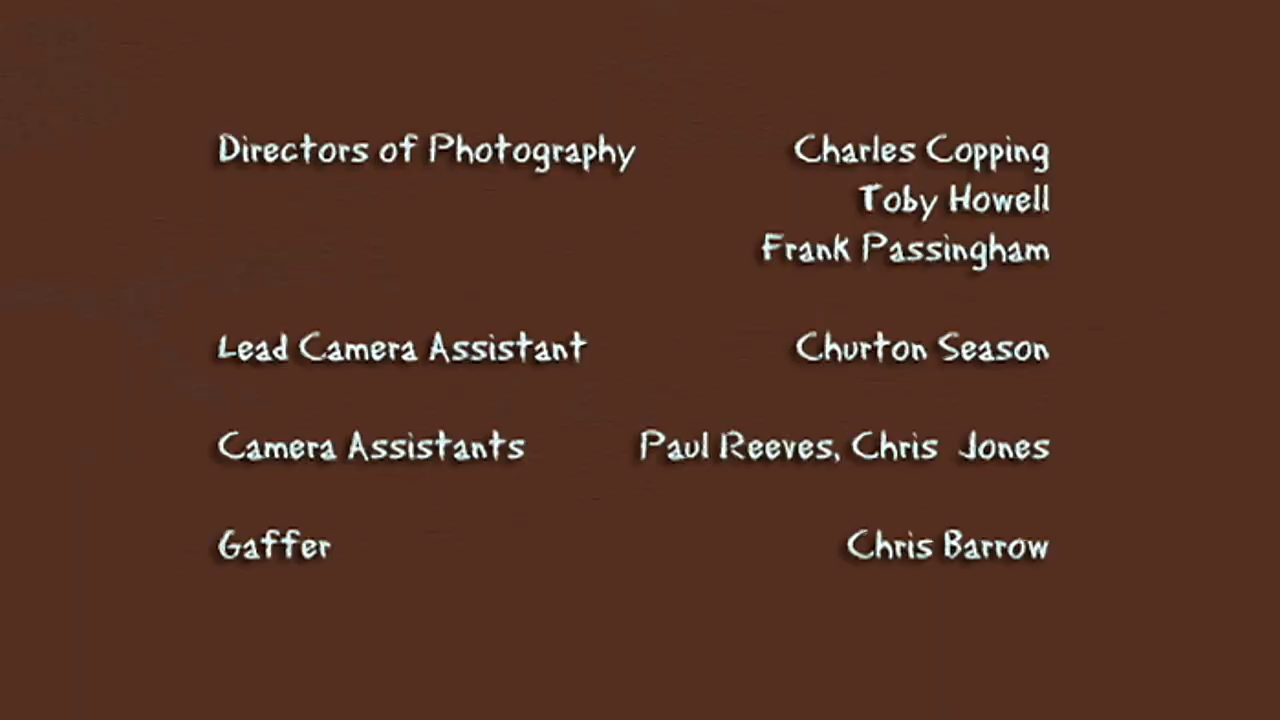 Directors of Photography Charles Copping
Toby Howell
Frank Passingham
Lead Camera Assistant Churton Season
Camera Assistants Paul Reeves, Chris Jones
Gaffer Chris Barrow